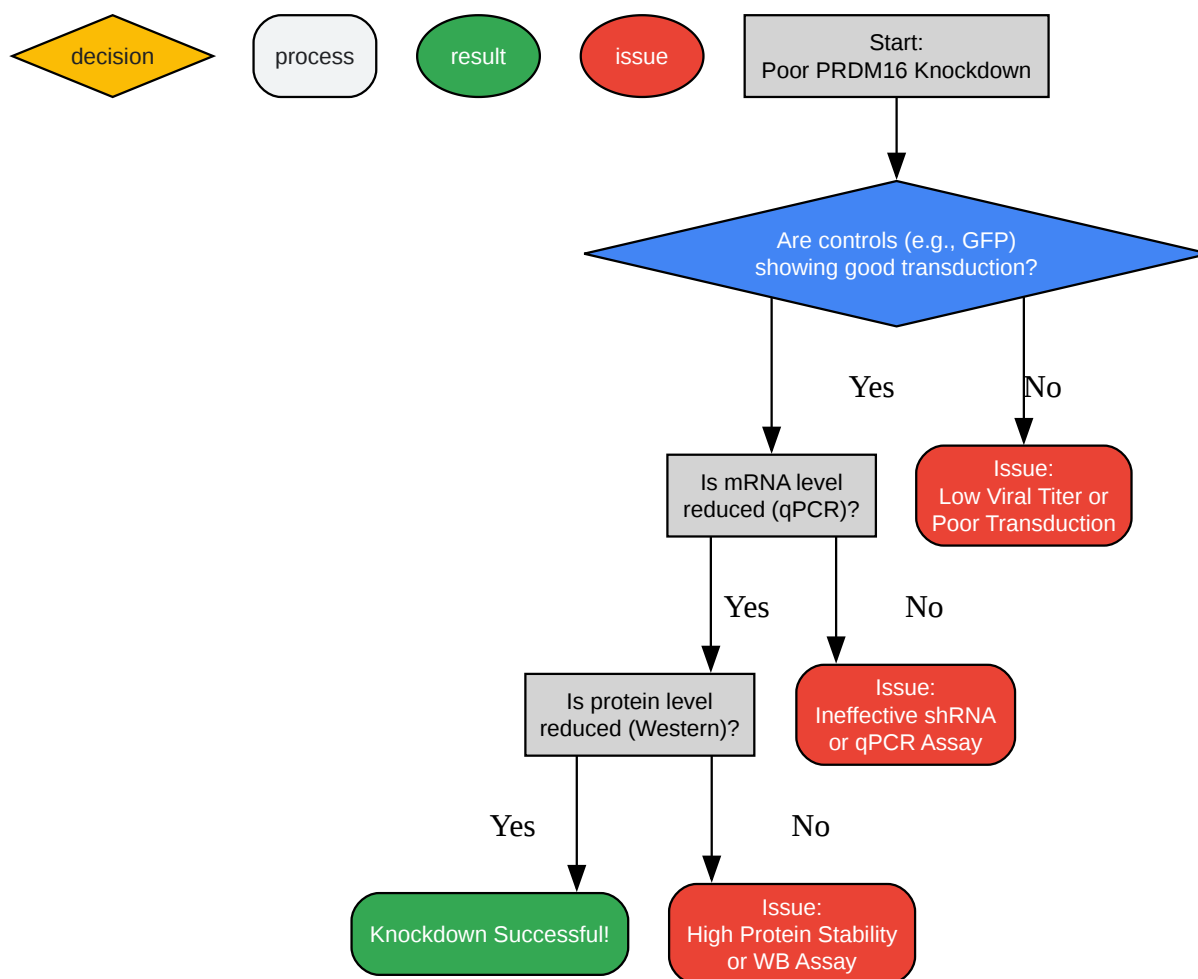 decision
process
result
issue
Start:
Poor PRDM16 Knockdown
Are controls (e.g., GFP)
showing good transduction?
Yes
No
Is mRNA level
reduced (qPCR)?
Issue:
Low Viral Titer or
Poor Transduction
Yes
No
Is protein level
reduced (Western)?
Issue:
Ineffective shRNA
or qPCR Assay
Yes
No
Knockdown Successful!
Issue:
High Protein Stability
or WB Assay